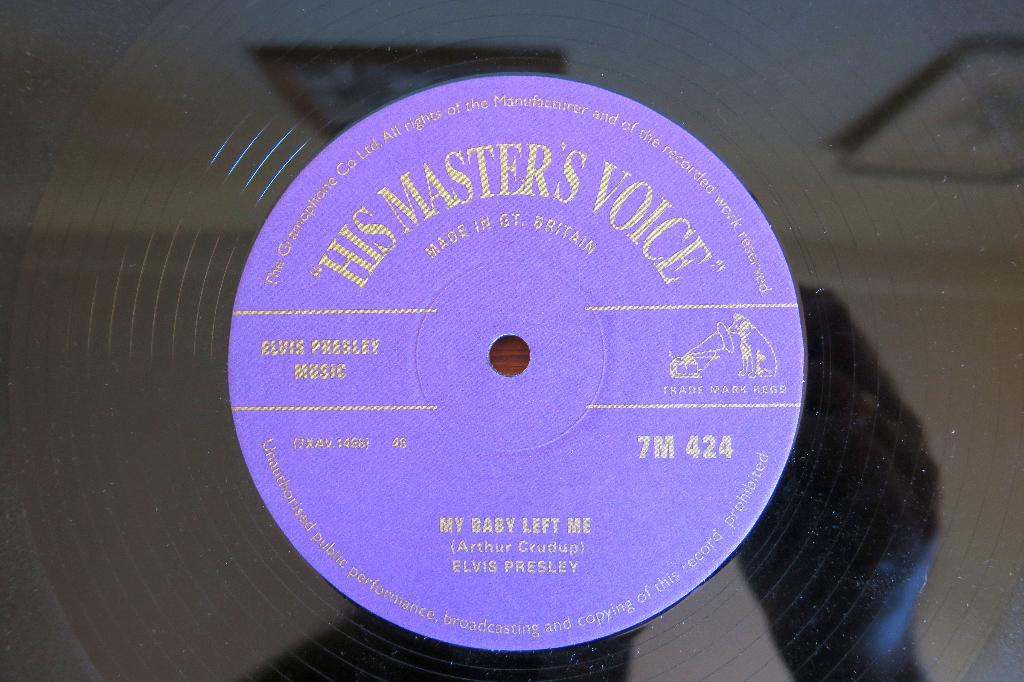 The Gramophone Co Ltd. All rights of the Manufacturer and of the recorded work reserved
"HIS MASTER'S VOICE"
MADE IN GT. BRITAIN
ELVIS PRESLEY
MUSIC
TRADE MARK REGD
(7XAV.1468) 45
7M 424
MY BABY LEFT ME
(Arthur Crudup)
ELVIS PRESLEY
Unauthorised public performance, broadcasting and copying of this record prohibited